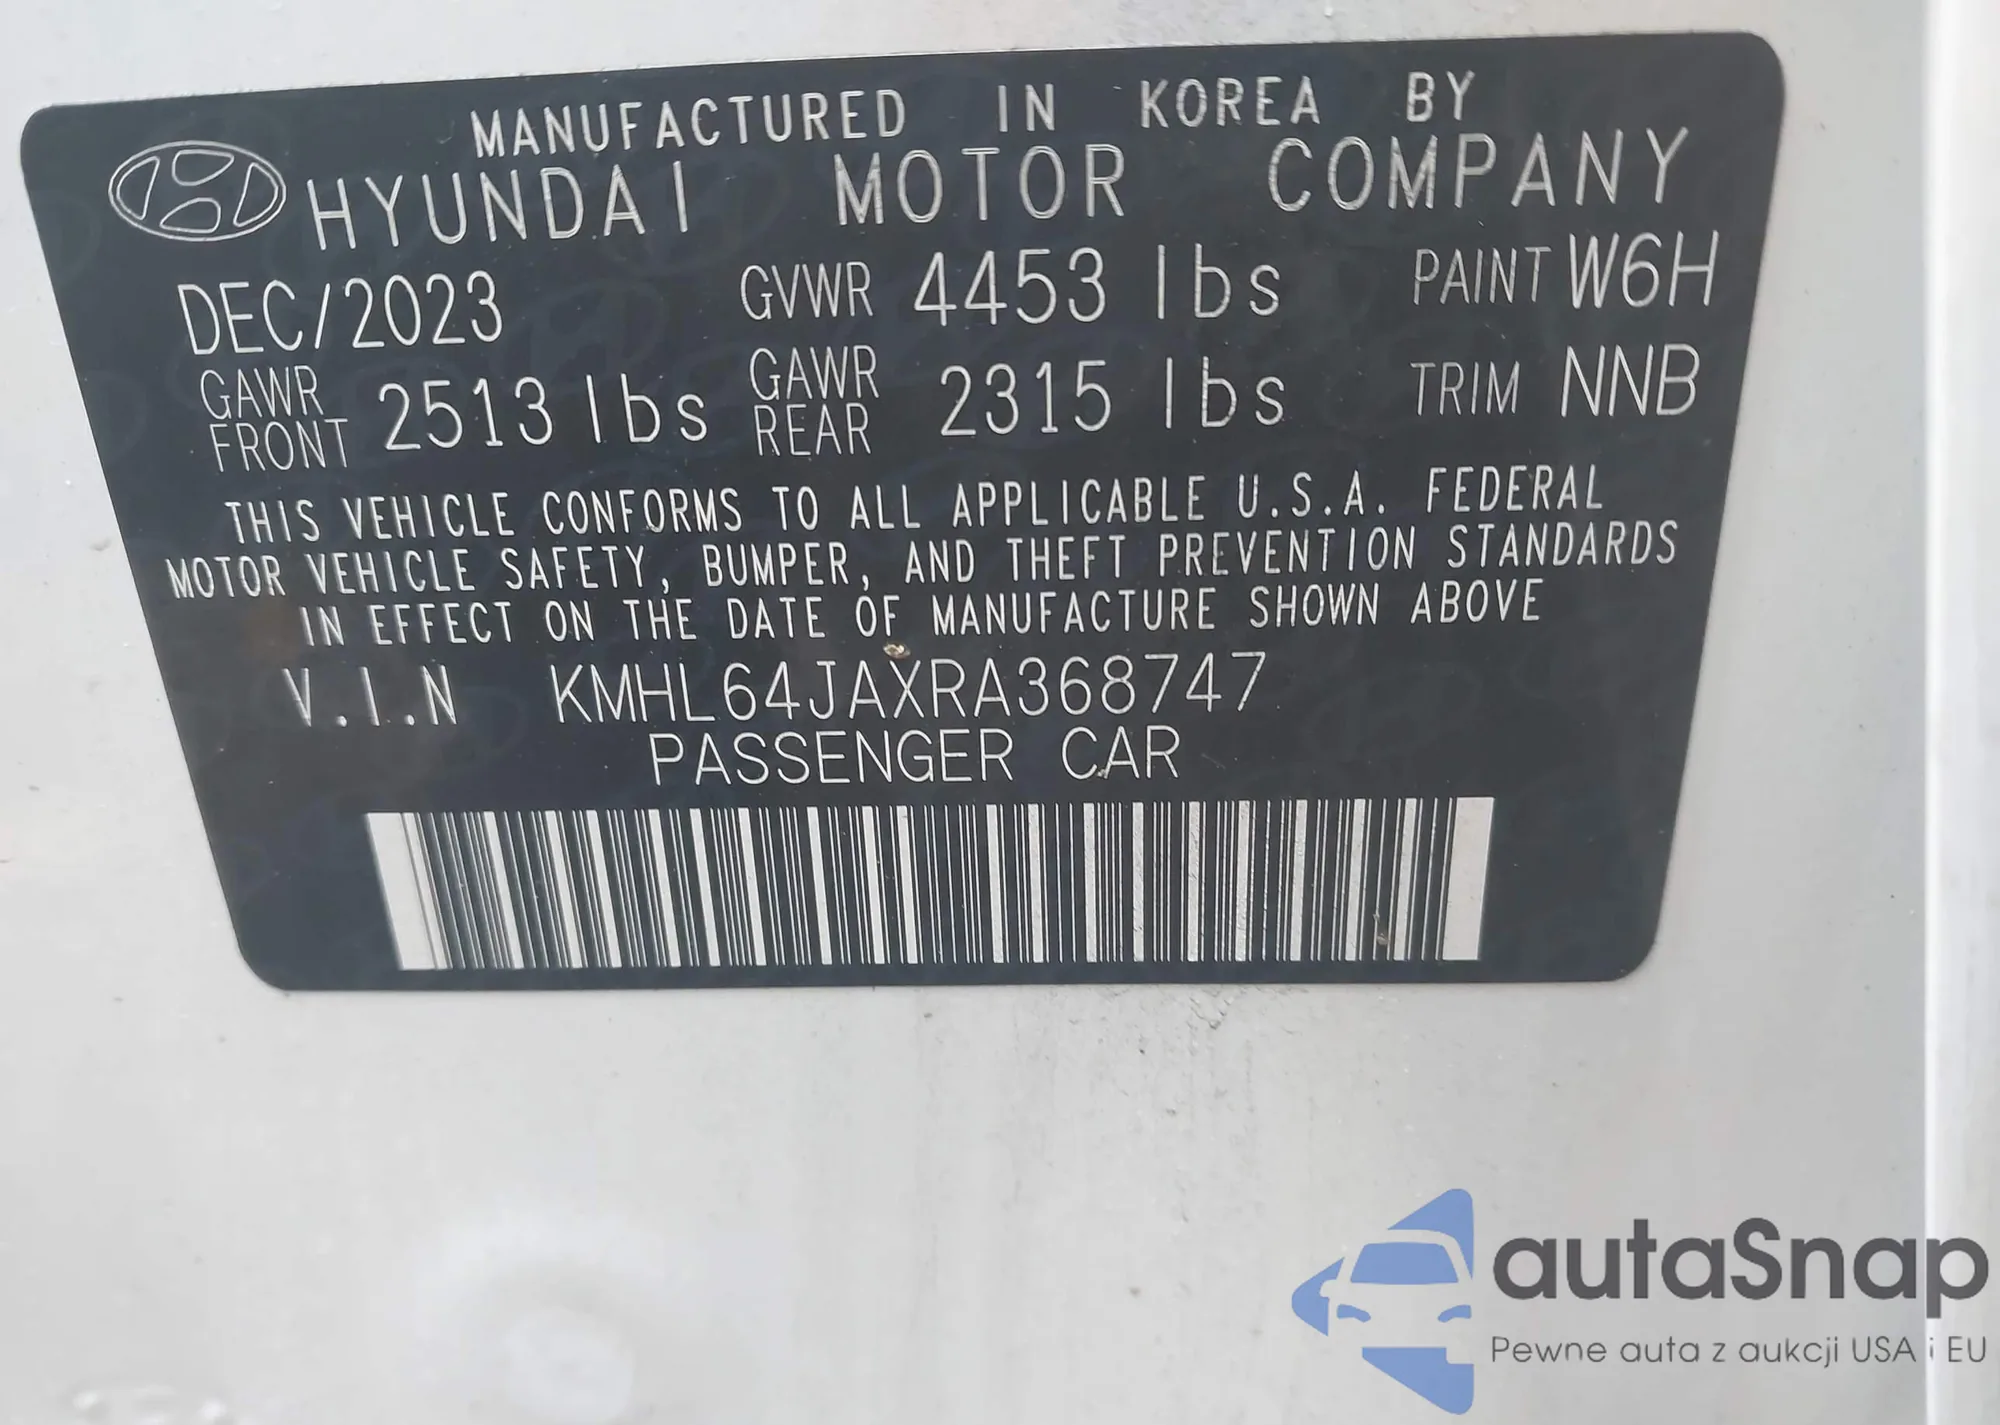 MANUFACTURED IN KOREA BY
HYUNDAI MOTOR COMPANY
DEC/2023 GVWR 4453 lbs PAINT W6H
GAWR FRONT 2513 lbs GAWR REAR 2315 lbs TRIM NNB
THIS VEHICLE CONFORMS TO ALL APPLICABLE U.S.A. FEDERAL
MOTOR VEHICLE SAFETY, BUMPER, AND THEFT PREVENTION STANDARDS
IN EFFECT ON THE DATE OF MANUFACTURE SHOWN ABOVE
V.I.N KMHL64JAXRA368747
PASSENGER CAR
autaSnap
Pewne auta z aukcji USA i EU